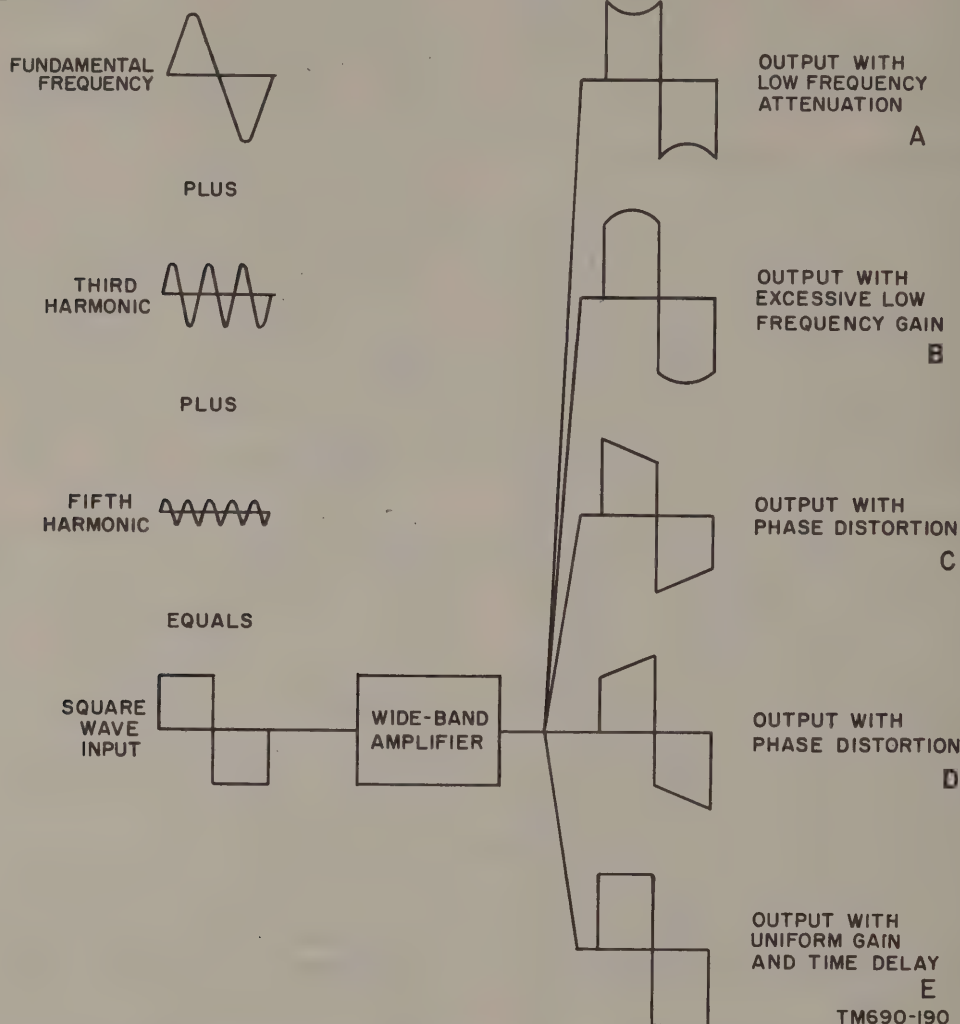 FUNDAMENTAL
FREQUENCY
PLUS
THIRD
HARMONIC
PLUS
FIFTH
HARMONIC
EQUALS
SQUARE
WAVE
INPUT
WIDE-BAND
AMPLIFIER
OUTPUT WITH
LOW FREQUENCY
ATTENUATION
A
OUTPUT WITH
EXCESSIVE LOW
FREQUENCY GAIN
B
OUTPUT WITH
PHASE DISTORTION
C
OUTPUT WITH
PHASE DISTORTION
D
OUTPUT WITH
UNIFORM GAIN
AND TIME DELAY
E
TM690-190